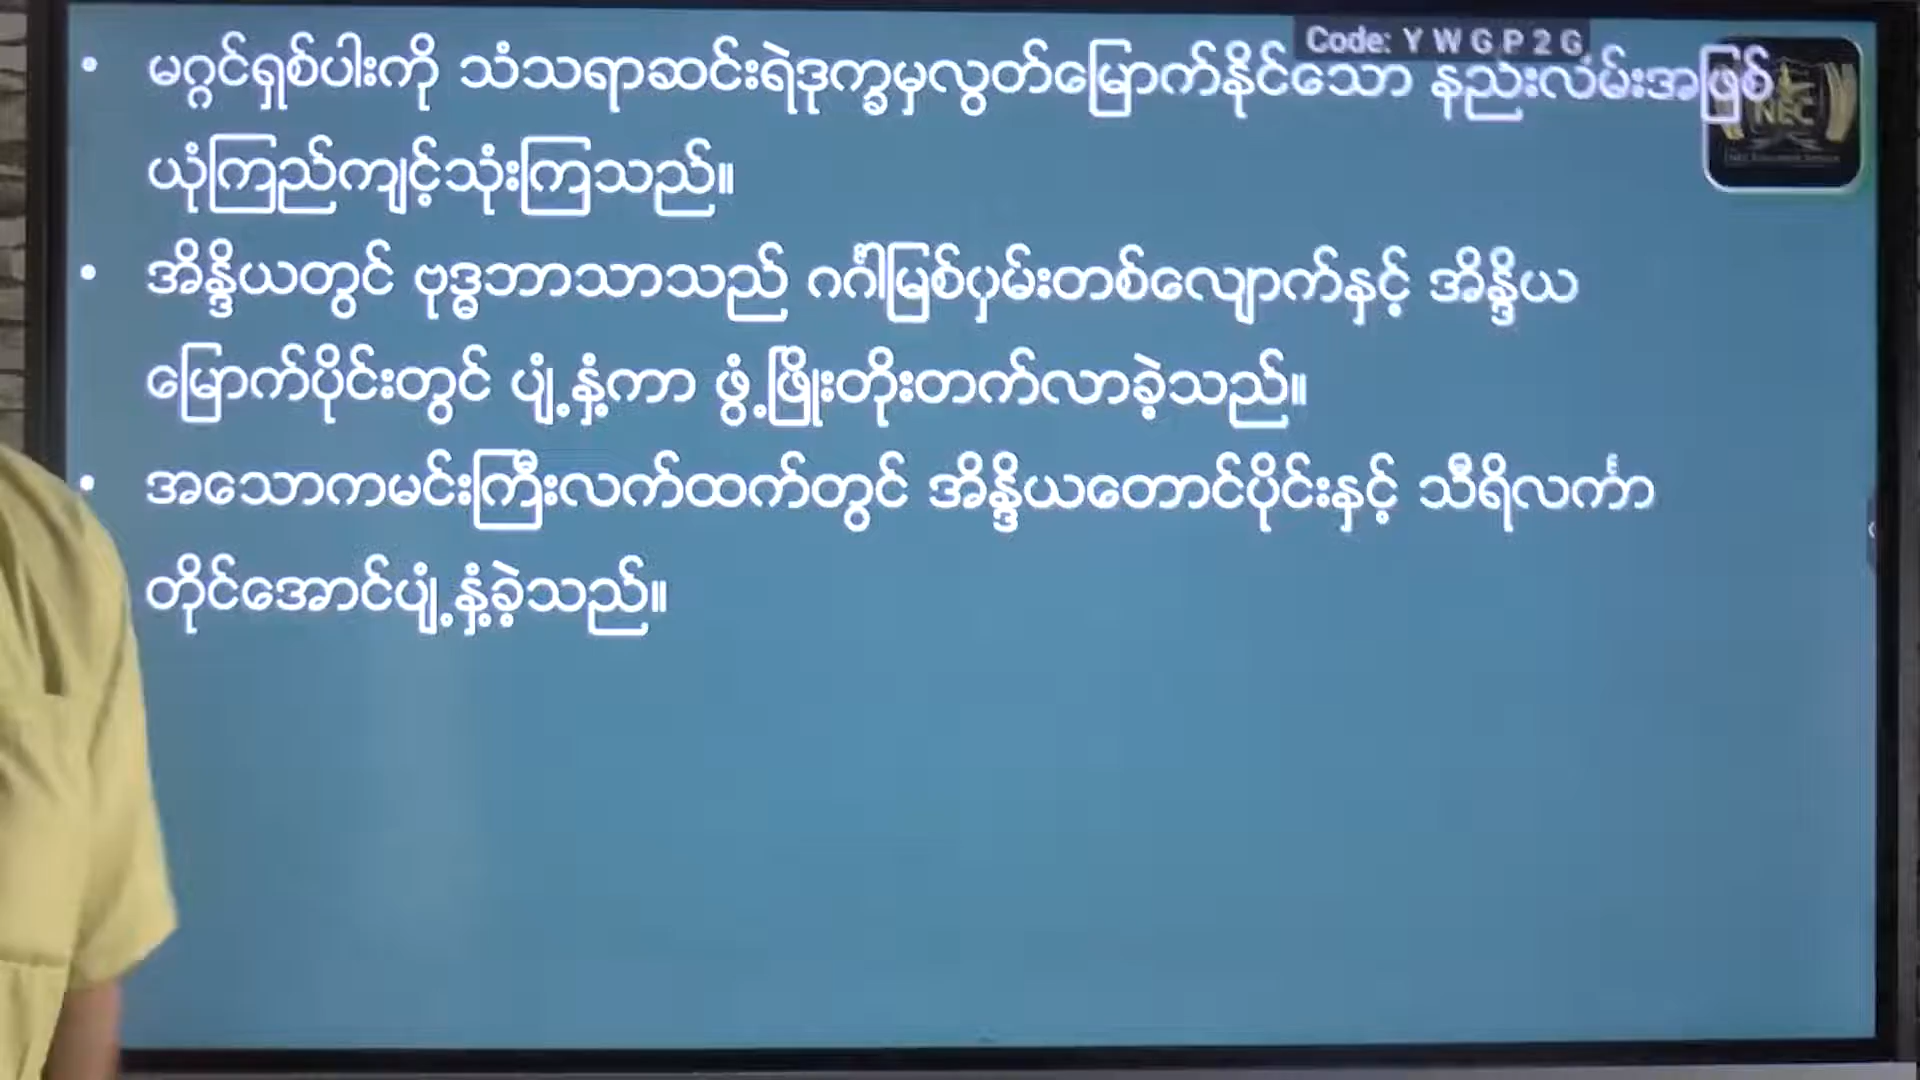 Code: Y W G P 2 G
• မဂ္ဂင်ရှစ်ပါးကို သံသရာဆင်းရဲဒုက္ခမှလွတ်မြောက်နိုင်သော နည်းလမ်းအဖြစ်
NEC
ယုံကြည်ကျင့်သုံးကြသည်။
• အိန္ဒိယတွင် ဗုဒ္ဓဘာသာသည် ဂင်္ဂါမြစ်ဝှမ်းတစ်လျောက်နှင့် အိန္ဒိယ
မြောက်ပိုင်းတွင် ပျံ့နှံ့ကာ ဖွံ့ဖြိုးတိုးတက်လာခဲ့သည်။
• အသောကမင်းကြီးလက်ထက်တွင် အိန္ဒိယတောင်ပိုင်းနှင့် သီရိလင်္ကာ
တိုင်အောင်ပျံ့နှံ့ခဲ့သည်။